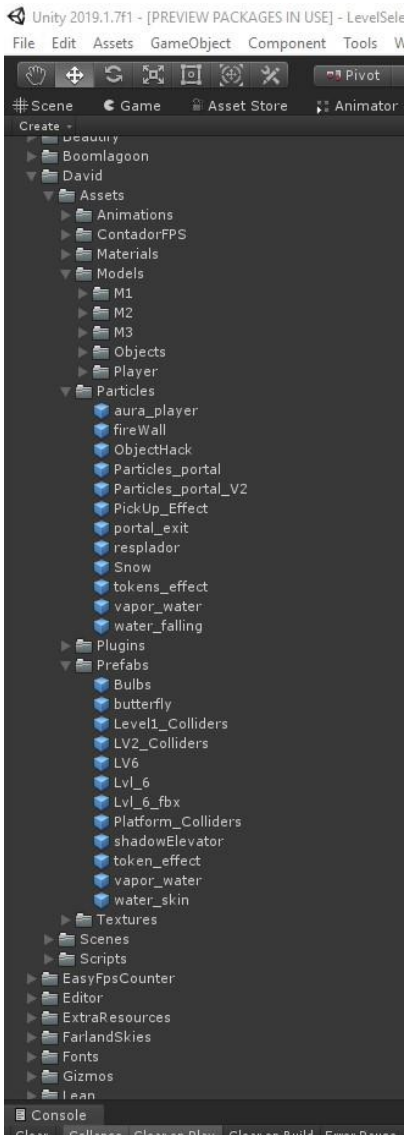 Unity 2019.1.7f1 - [PREVIEW PACKAGES IN USE] - LevelSele
File Edit Assets GameObject Component Tools W
Pivot
Scene Game Asset Store Animator
Create
Beautify
Boomlagoon
David
Assets
Animations
ContadorFPS
Materials
Models
M1
M2
M3
Objects
Player
Particles
aura_player
fireWall
ObjectHack
Particles_portal
Particles_portal_V2
PickUp_Effect
portal_exit
resplador
Snow
tokens_effect
vapor_water
water_falling
Plugins
Prefabs
Bulbs
butterfly
Level1_Colliders
LV2_Colliders
LV6
Lvl_6
Lvl_6_fbx
Platform_Colliders
shadowElevator
token_effect
vapor_water
water_skin
Textures
Scenes
Scripts
EasyFpsCounter
Editor
ExtraResources
FarlandSkies
Fonts
Gizmos
Lean
Console
Clear Collapse Clear on Play Clear on Build Error Pause